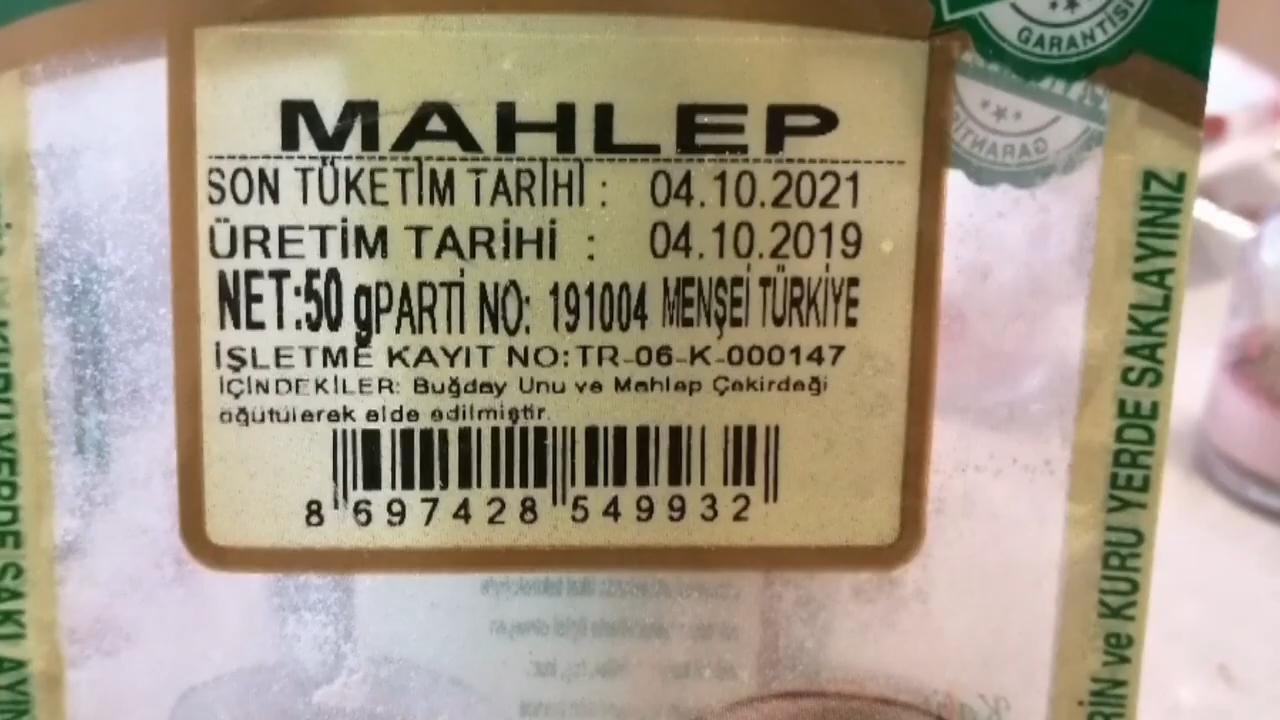 GARANTİSİ
MAHLEP
SON TÜKETİM TARİHİ : 04.10.2021
ÜRETİM TARİHİ : 04.10.2019
NET:50 gPARTİ NO: 191004 MENŞEİ TÜRKİYE
İŞLETME KAYIT NO:TR-06-K-000147
İÇİNDEKİLER: Buğday Unu ve Mahlep Çekirdeği
öğütülerek elde edilmiştir.
8 697428 549932
ve KURU YERDE SAKLAYINIZ
KURU YERDE